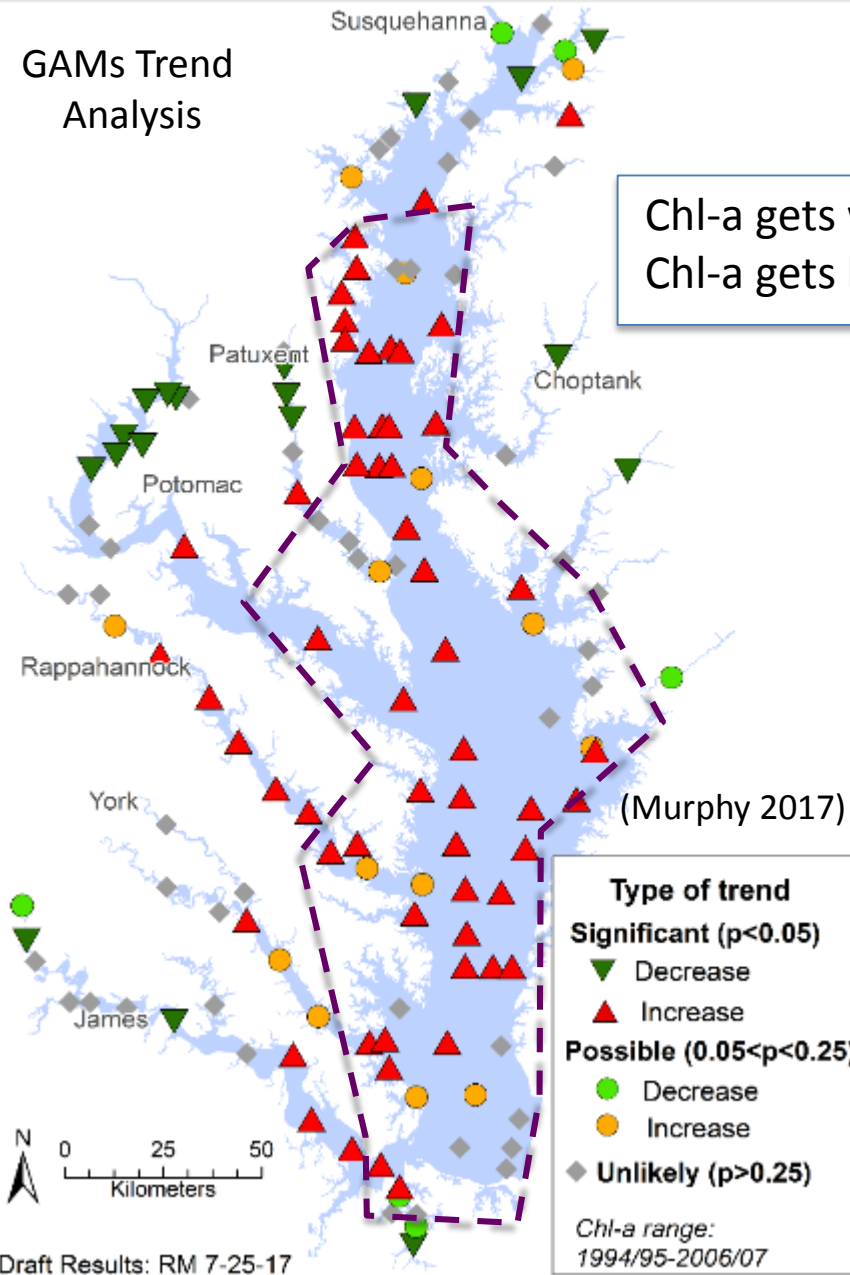 Susquehanna
GAMs Trend
Analysis
Chl-a gets
Chl-a gets
Patuxent
Choptank
Potomac
Rappahannock
York
(Murphy 2017)
Type of trend
Significant (p<0.05)
Decrease
Increase
James
Possible (0.05<p<0.25)
Decrease
Increase
N
0 25 50
Kilometers
Unlikely (p>0.25)
Chl-a range:
1994/95-2006/07
Draft Results: RM 7-25-17